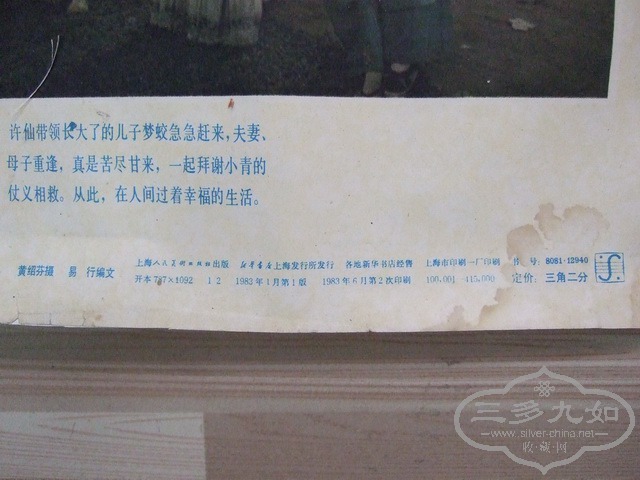 许仙带领长大了的儿子梦蛟急急赶来，夫妻、
母子重逢，真是苦尽甘来，一起拜谢小青的
仗义相救。从此，在人间过着幸福的生活。
黄绍芬摄 易 行编文
上海人民美术出版社出版 新华书店上海发行所发行 各地新华书店经售 上海市印刷一厂印刷 书号：8081·12940
开本787×1092 1 2 1982年1月第1版 1983年6月第2次印刷 100,001 415,000 定价：三角二分
三多九如
www.silver-china.net
收·藏·网